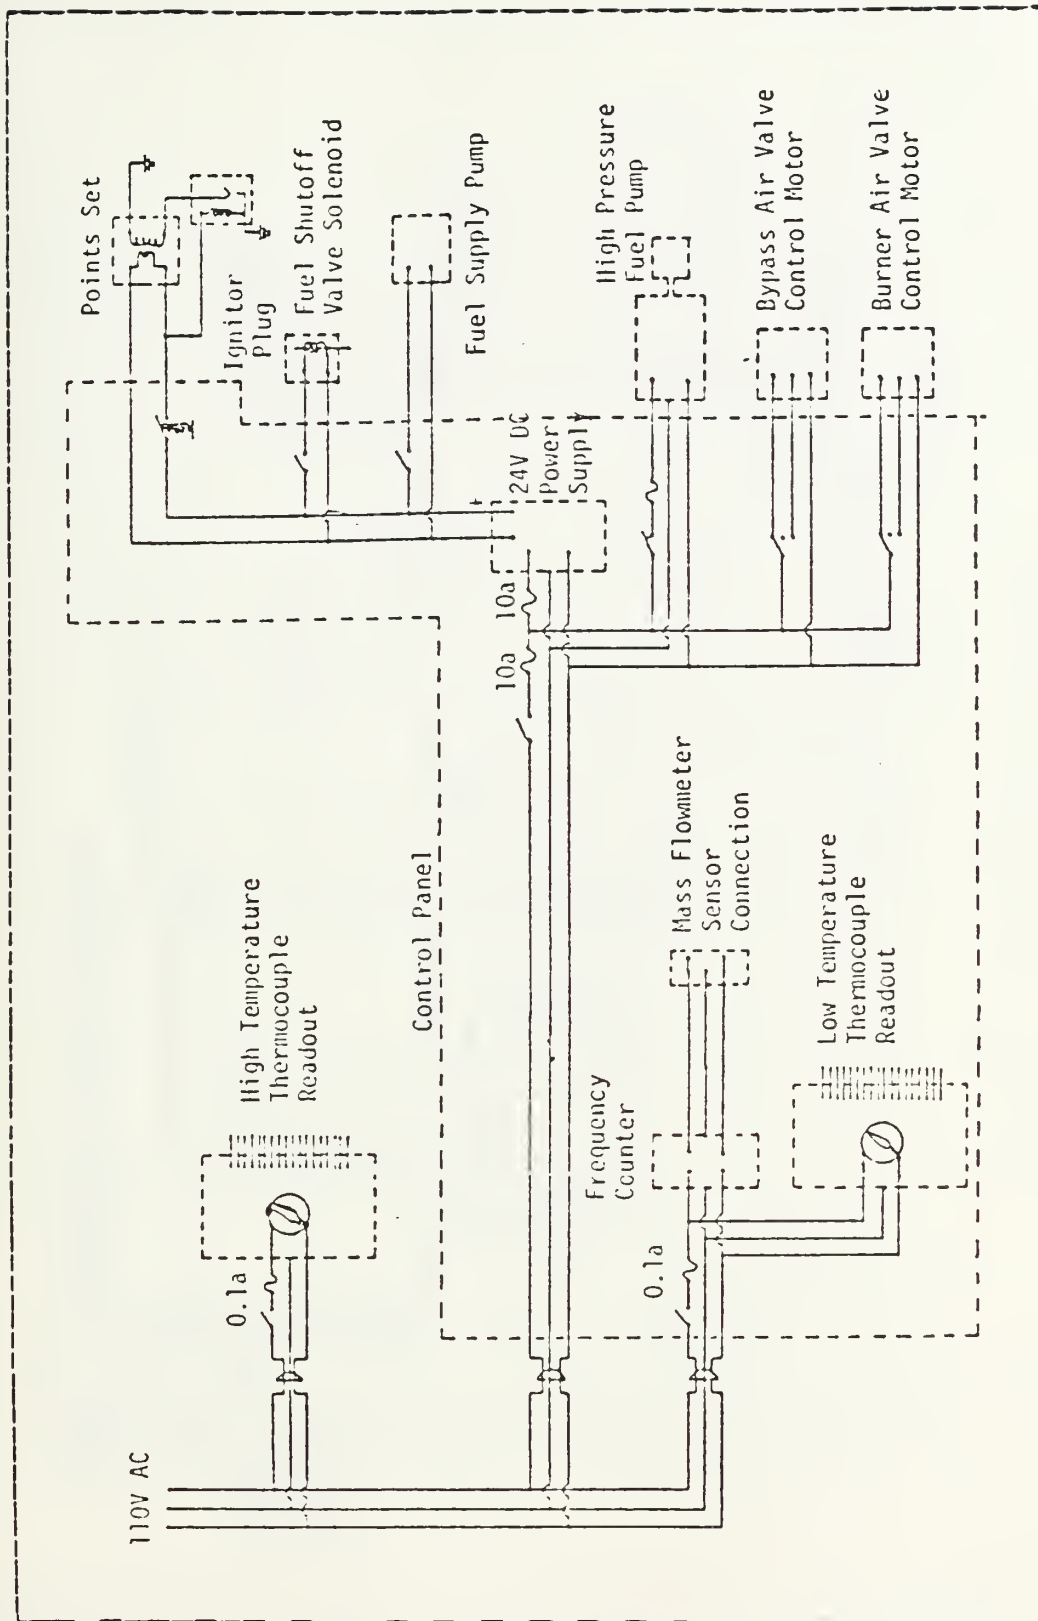 110V AC
0.1a
High Temperature
Thermocouple
Readout
Control Panel
10a
10a
24V DC
Power
Supply
+
Points Set
Ignitor
Plug
Fuel Shutoff
Valve Solenoid
Fuel Supply Pump
High Pressure
Fuel Pump
Bypass Air Valve
Control Motor
Burner Air Valve
Control Motor
0.1a
Frequency
Counter
Mass Flowmeter
Sensor
Connection
Low Temperature
Thermocouple
Readout